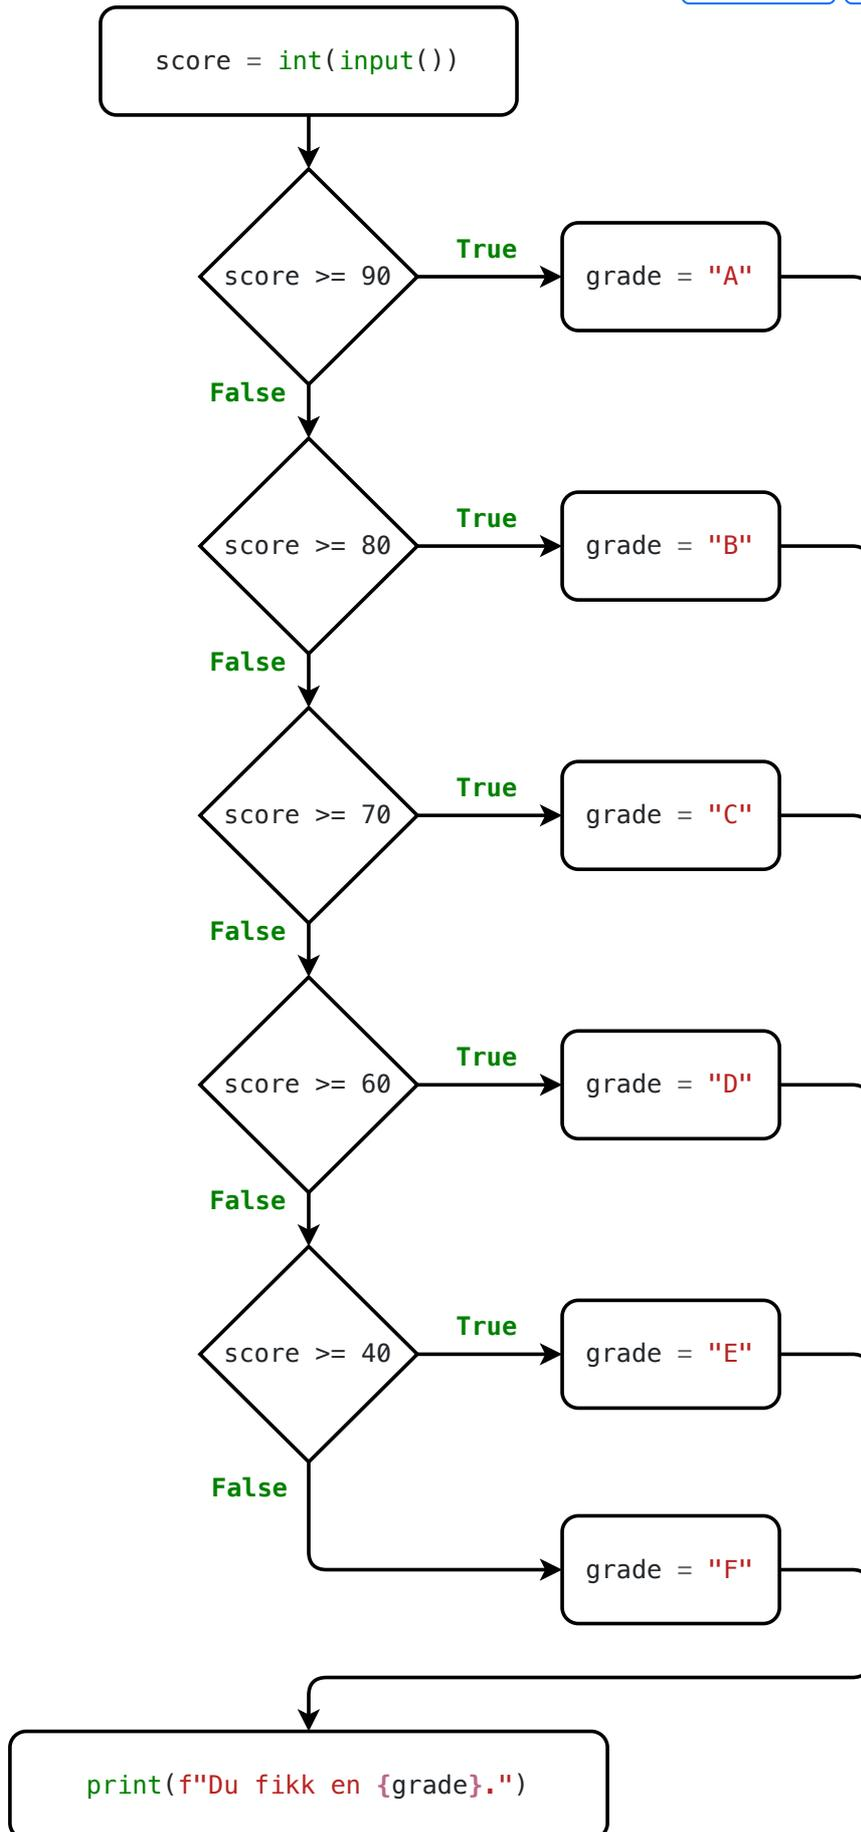 score = int(input())
True
score >= 90
grade = "A"
False
True
score >= 80
grade = "B"
False
True
score >= 70
grade = "C"
False
True
score >= 60
grade = "D"
False
True
score >= 40
grade = "E"
False
grade = "F"
print(f"Du fikk en {grade}.")